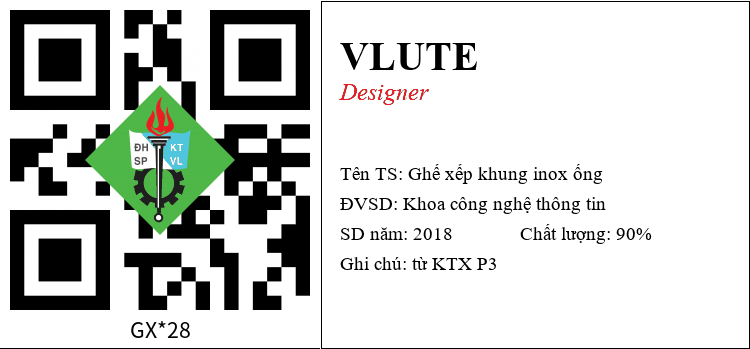 ĐH KT
SP VL
GX*28
VLUTE
Designer
Tên TS: Ghế xếp khung inox ống
ĐVSD: Khoa công nghệ thông tin
SD năm: 2018 Chất lượng: 90%
Ghi chú: từ KTX P3